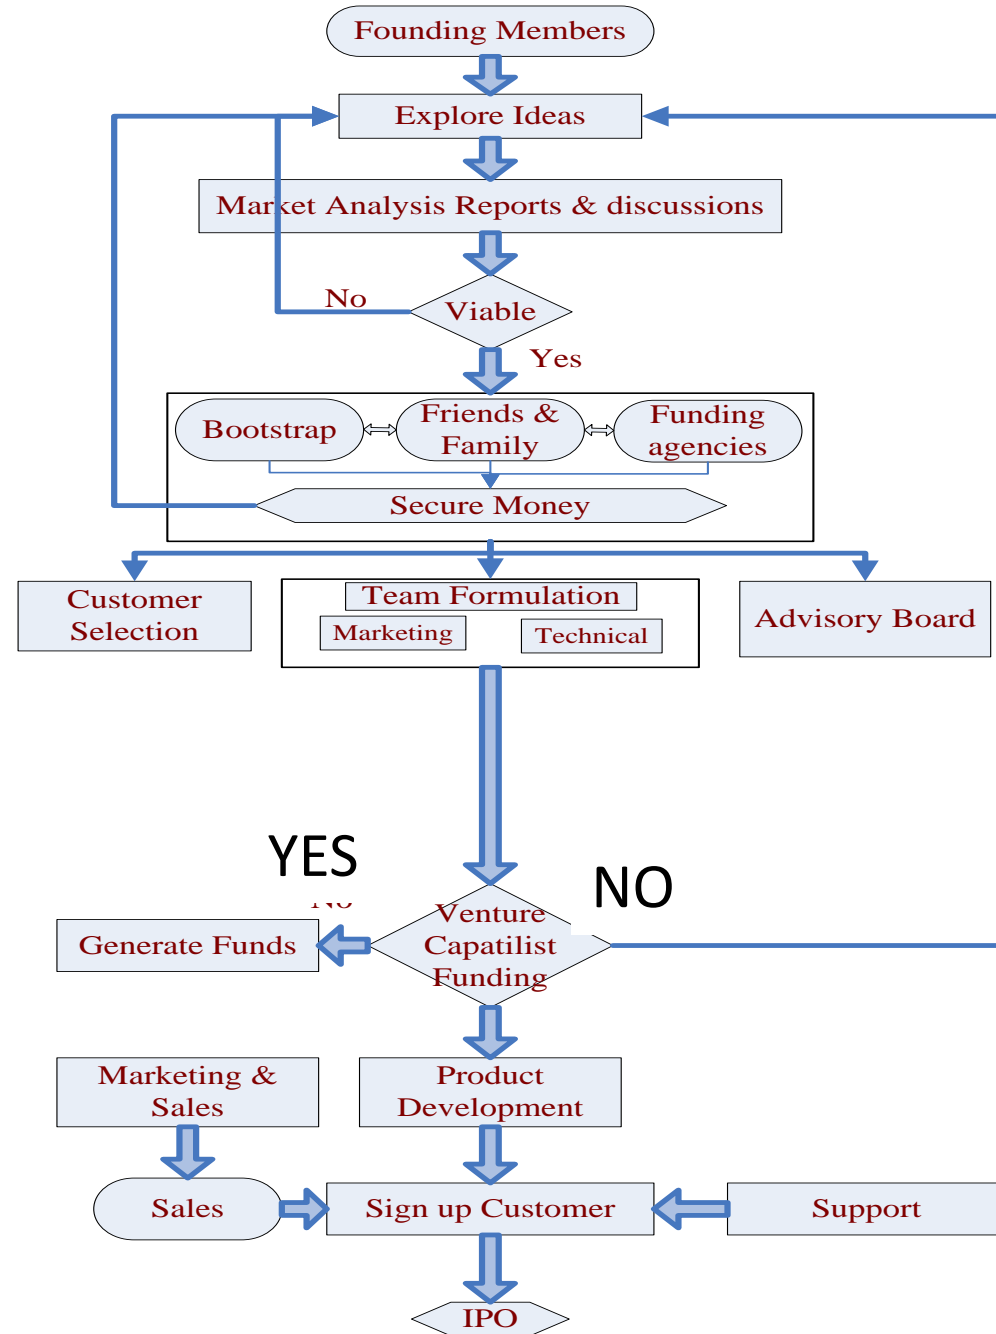 Founding Members
Explore Ideas
Market Analysis Reports & discussions
No
Viable
Yes
Bootstrap
Friends &
Family
Funding
agencies
Secure Money
Customer
Selection
Team Formulation
Marketing
Technical
Advisory Board
YES
NO
Venture
Capatilist
Funding
Generate Funds
Marketing &
Sales
Product
Development
Sales
Sign up Customer
Support
IPO